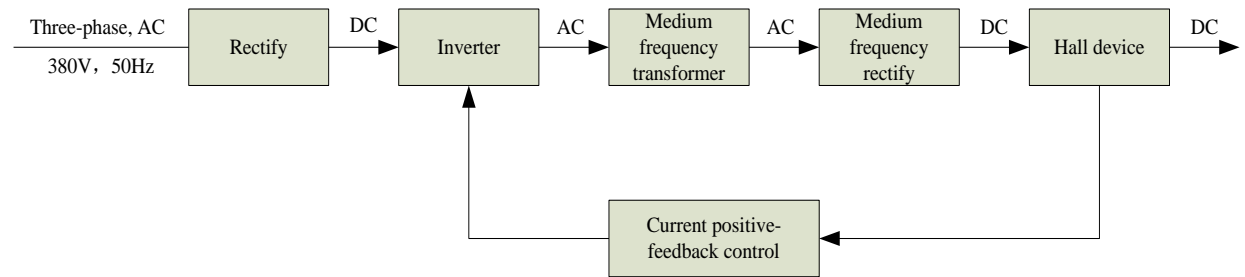 Three-phase, AC
380V，50Hz
Rectify
DC
Inverter
AC
Medium
frequency
transformer
AC
Medium
frequency
rectify
DC
Hall device
DC
Current positive-
feedback control